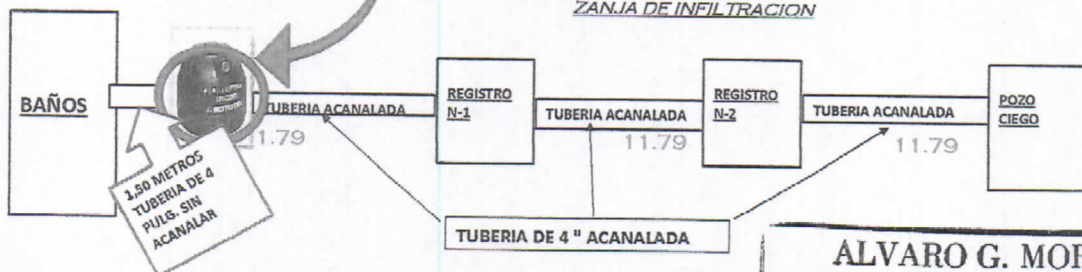 ZANJA DE INFILTRACION
BAÑOS
TUBERIA ACANALADA
1.79
REGISTRO
N-1
TUBERIA ACANALADA
11.79
REGISTRO
N-2
TUBERIA ACANALADA
11.79
POZO
CIEGO
1,50 METROS
TUBERIA DE 4
PULG. SIN
ACANALAR
TUBERIA DE 4 " ACANALADA
ALVARO G. MOR